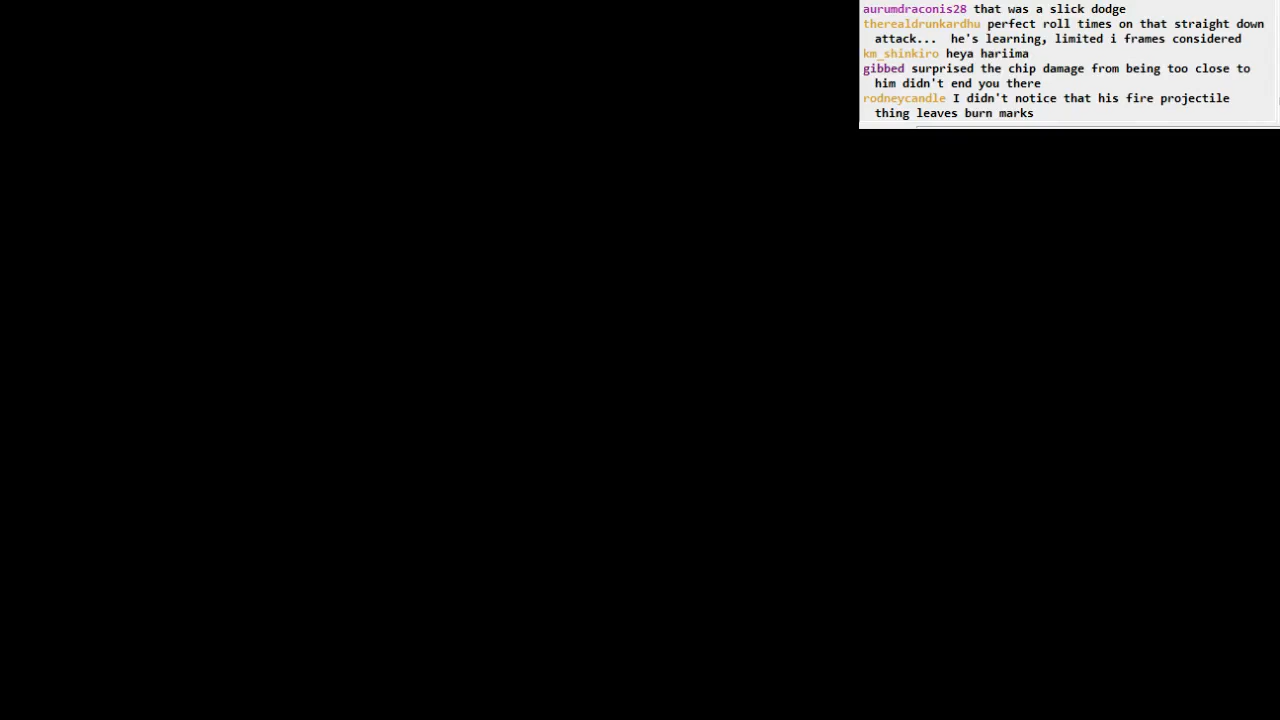 aurumdraconis28 that was a slick dodge
therealdrunkardhu perfect roll times on that straight down
attack... he's learning, limited i frames considered
km_shinkiro heya hariima
gibbed surprised the chip damage from being too close to
him didn't end you there
rodneycandle I didn't notice that his fire projectile
thing leaves burn marks